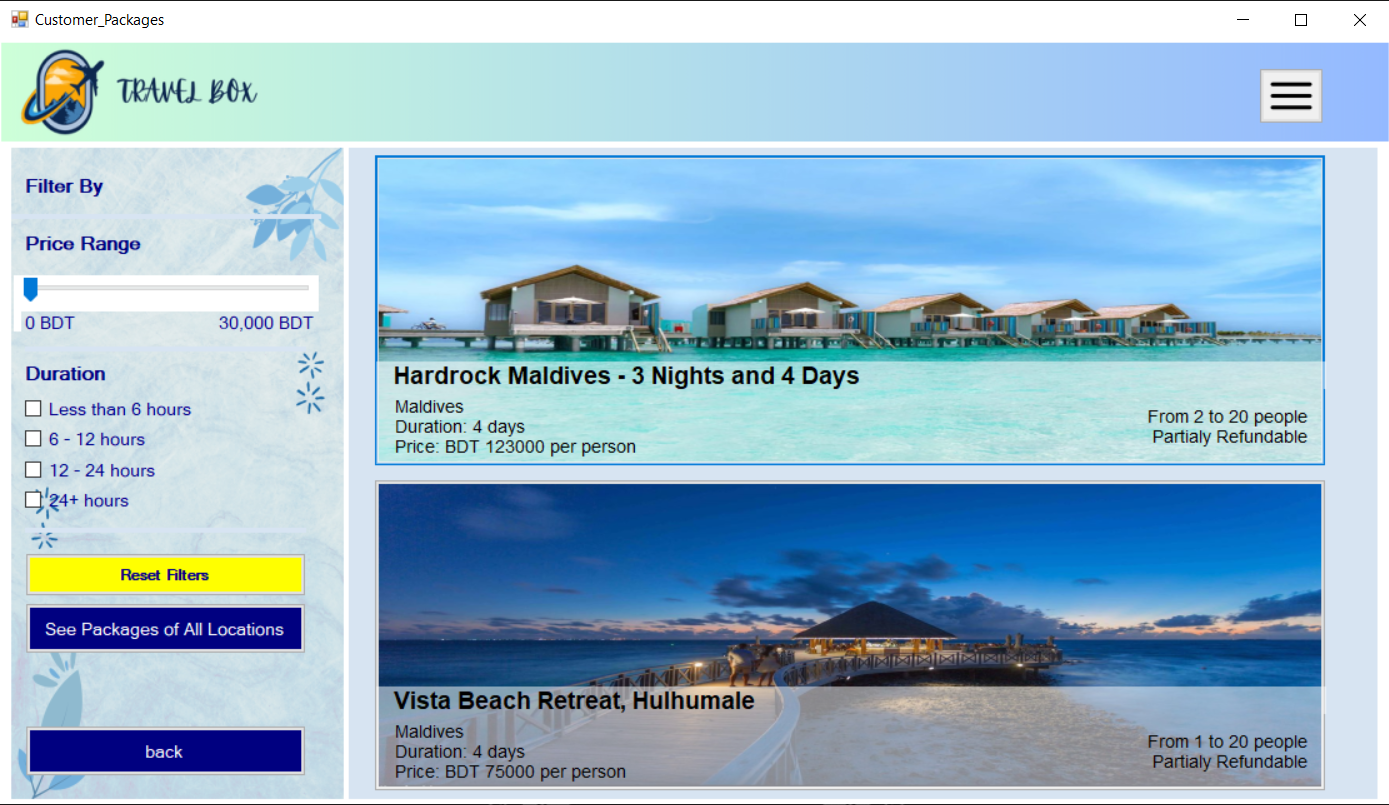 Customer_Packages
TRAVEL BOX
Filter By
Price Range
0 BDT 30,000 BDT
Duration
Less than 6 hours
6 - 12 hours
12 - 24 hours
24+ hours
Reset Filters
See Packages of All Locations
back
Hardrock Maldives - 3 Nights and 4 Days
Maldives
Duration: 4 days
Price: BDT 123000 per person
From 2 to 20 people
Partialy Refundable
Vista Beach Retreat, Hulhumale
Maldives
Duration: 4 days
Price: BDT 75000 per person
From 1 to 20 people
Partialy Refundable